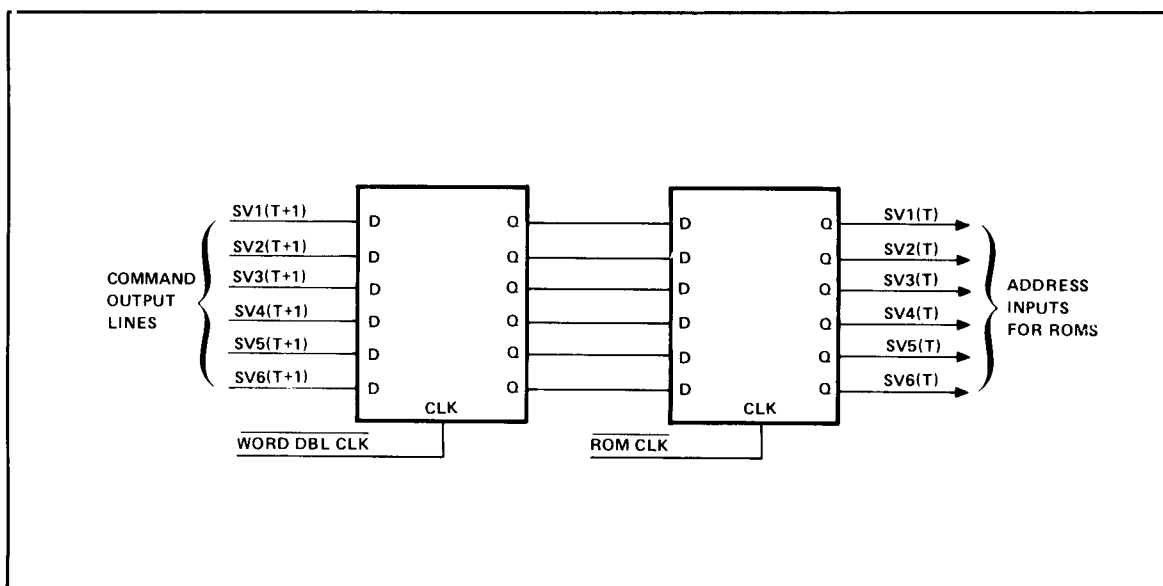 SV1(T+1) D Q D Q SV1(T)
SV2(T+1) D Q D Q SV2(T)
SV3(T+1) D Q D Q SV3(T)
SV4(T+1) D Q D Q SV4(T)
SV5(T+1) D Q D Q SV5(T)
SV6(T+1) D Q D Q SV6(T)
COMMAND
OUTPUT
LINES
ADDRESS
INPUTS
FOR ROMS
CLK CLK
WORD DBL CLK ROM CLK